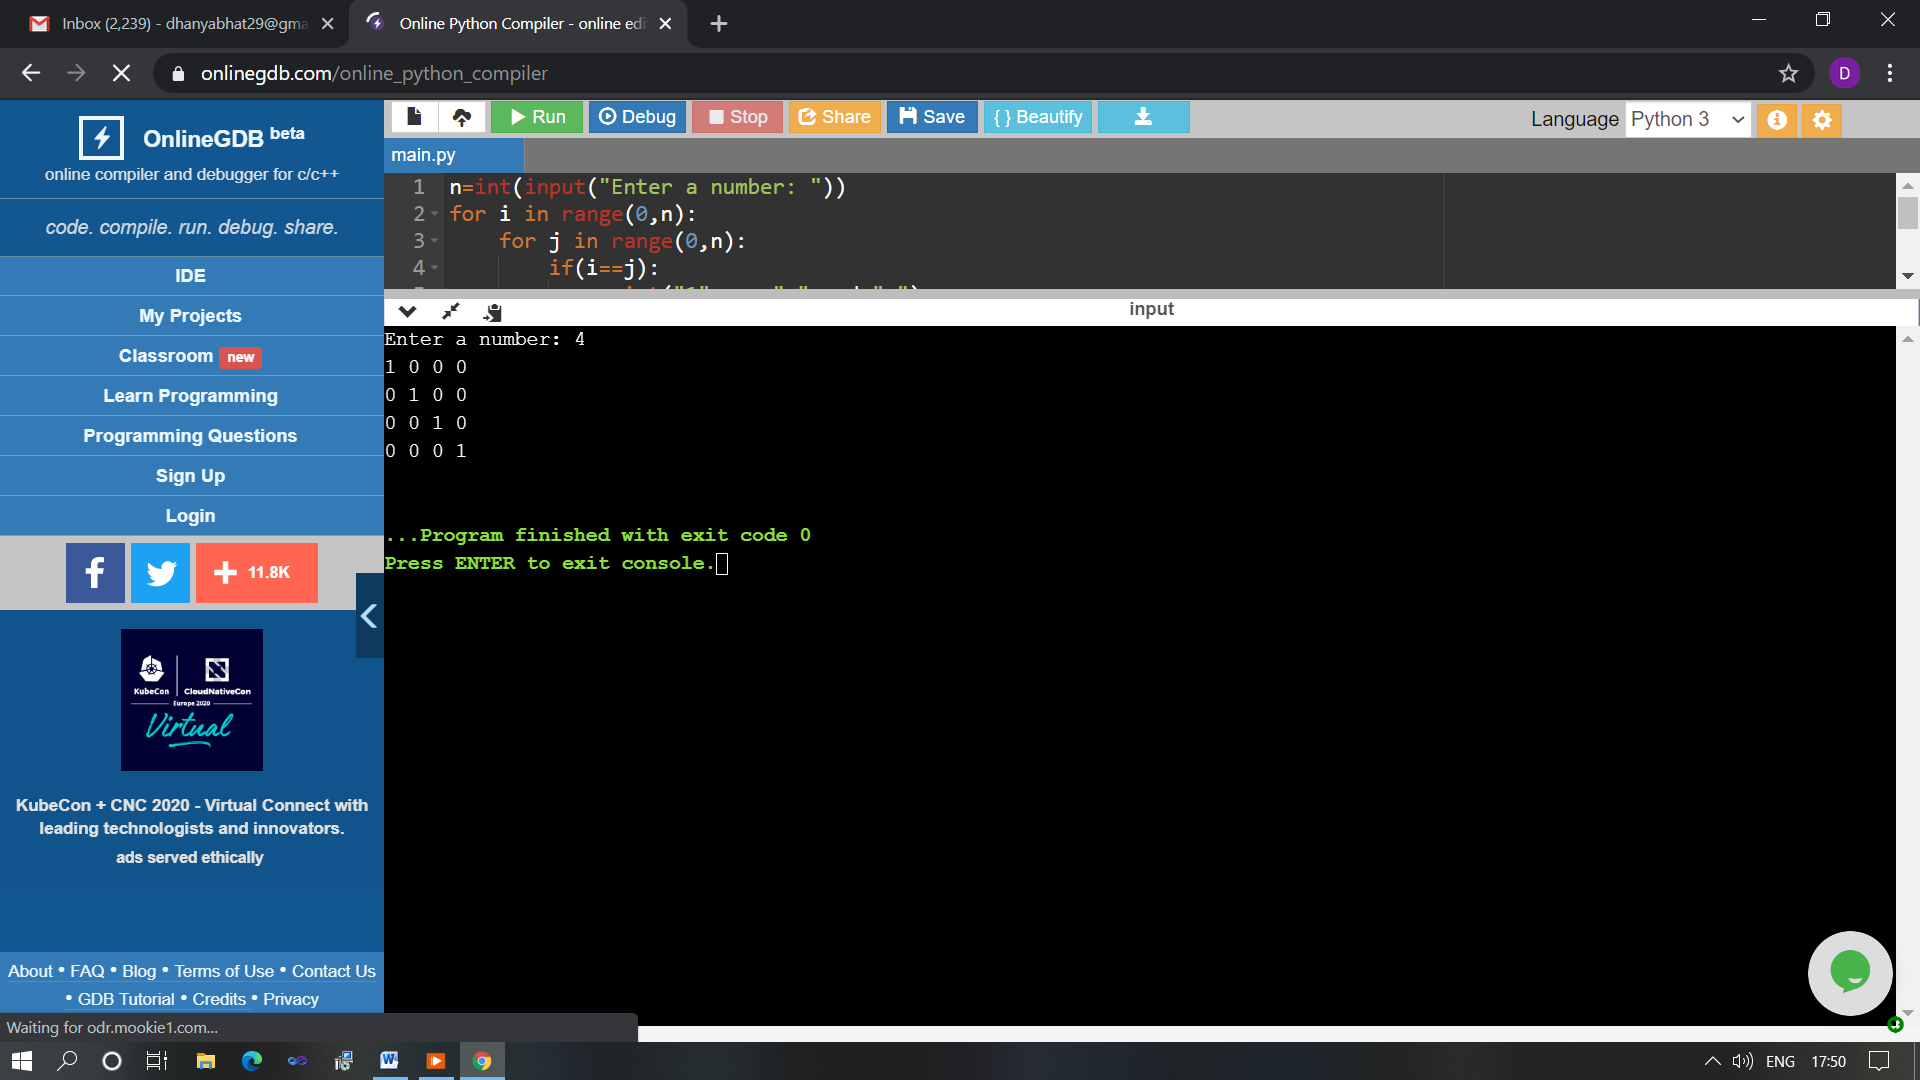 Inbox (2,239) - dhanyabhat29@gma
Online Python Compiler - online edi
onlinegdb.com/online_python_compiler
D
OnlineGDB beta
online compiler and debugger for c/c++
code. compile. run. debug. share.
IDE
My Projects
Classroom new
Learn Programming
Programming Questions
Sign Up
Login
11.8K
KubeCon CloudNativeCon
Europe 2020
Virtual
KubeCon + CNC 2020 - Virtual Connect with
leading technologists and innovators.
ads served ethically
About • FAQ • Blog • Terms of Use • Contact Us
• GDB Tutorial • Credits • Privacy
Waiting for odr.mookie1.com...
Run Debug Stop Share Save { } Beautify
Language Python 3
main.py
1 n=int(input("Enter a number: "))
2 for i in range(0,n):
3 for j in range(0,n):
4 if(i==j):
input
Enter a number: 4
1 0 0 0
0 1 0 0
0 0 1 0
0 0 0 1
...Program finished with exit code 0
Press ENTER to exit console.
ENG 17:50